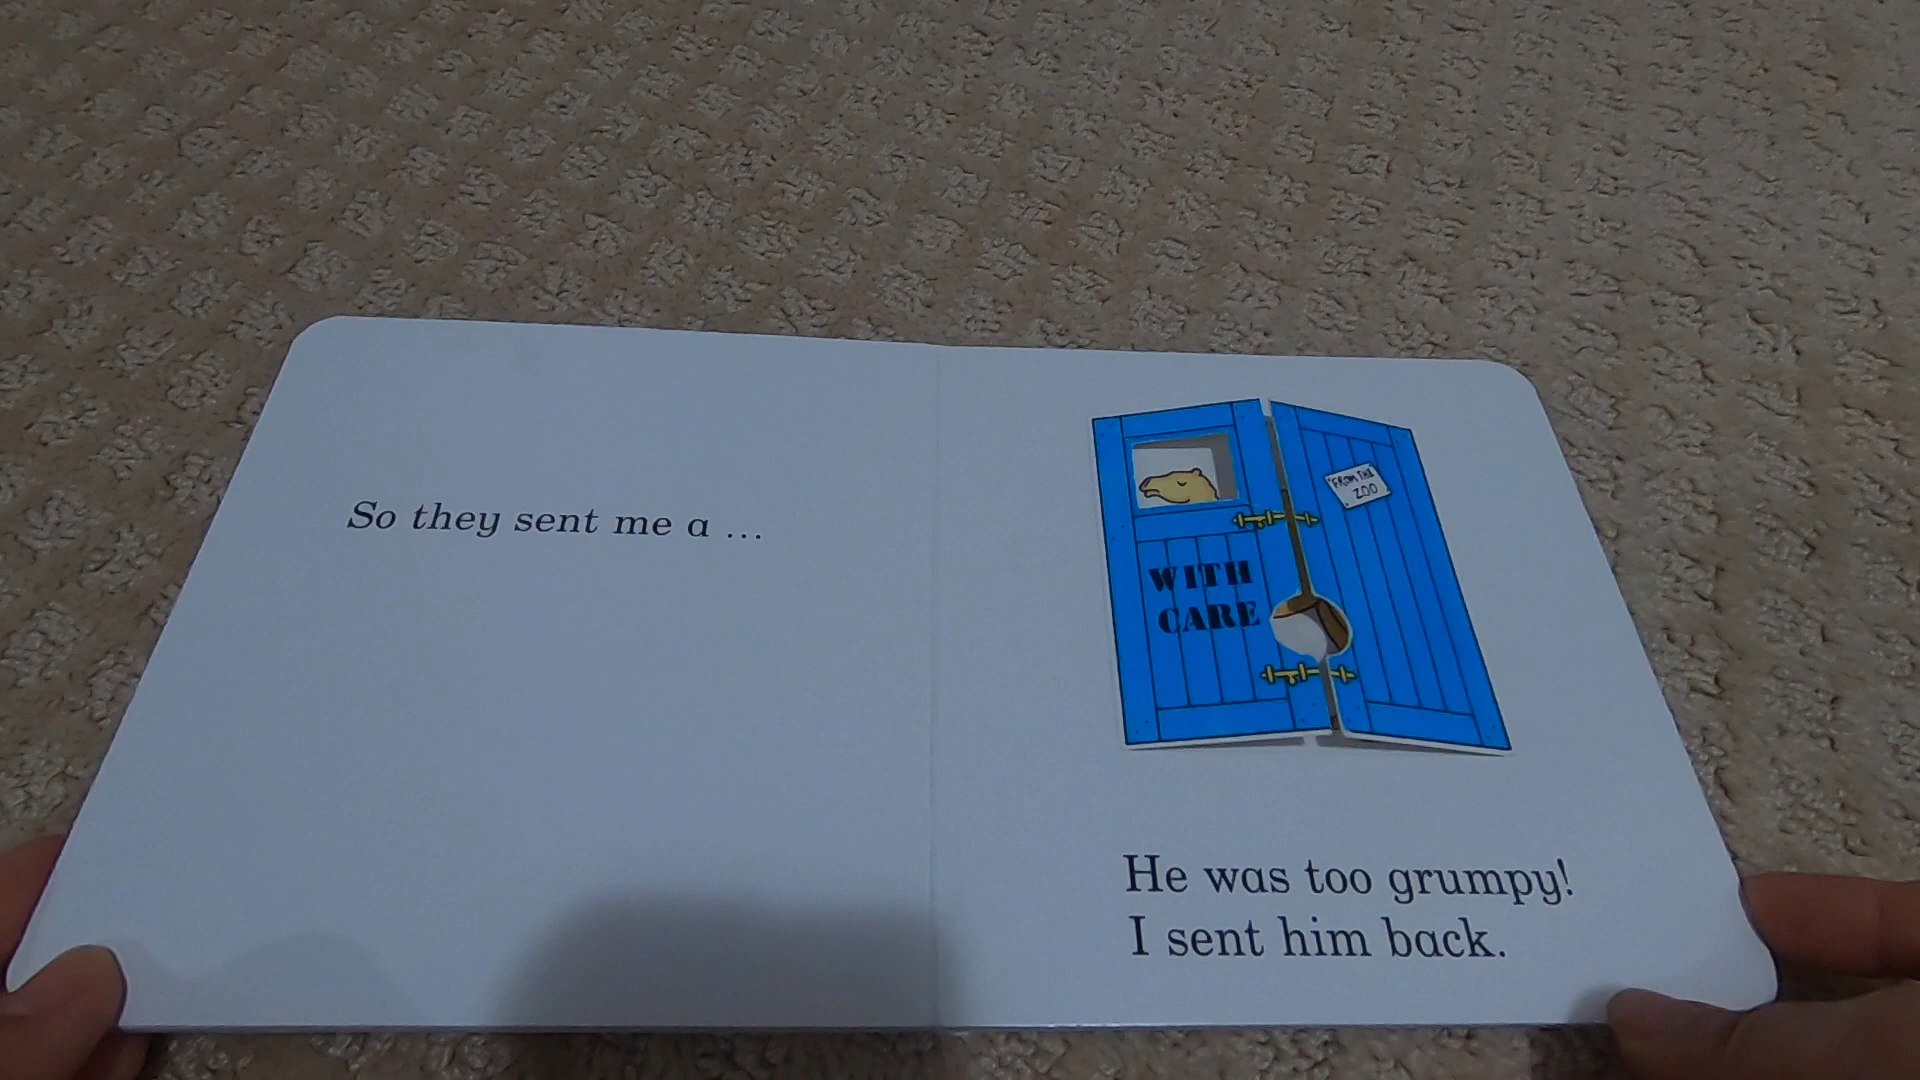 So they sent me a ...
FROM THE
ZOO
WITH
CARE
He was too grumpy!
I sent him back.